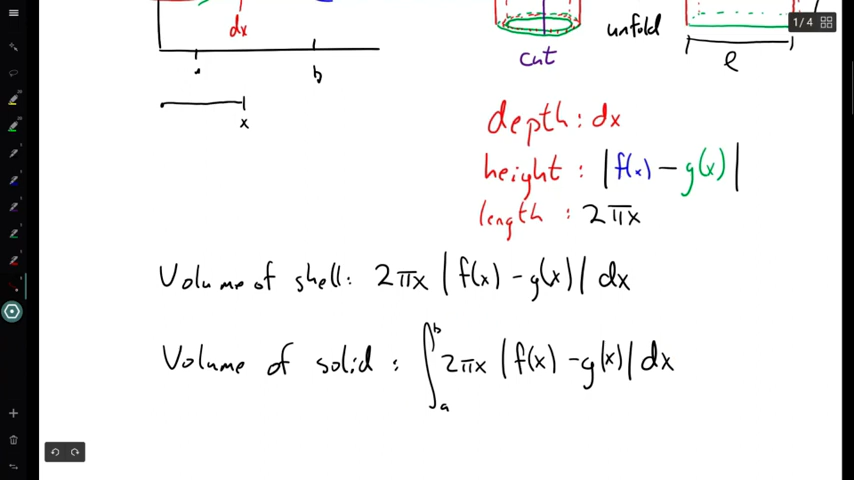 dx
1/4
unfold
cut
l
a
b
x
depth: dx
height: |f(x) - g(x)|
length: 2πx
Volume of shell: 2πx |f(x) - g(x)| dx
Volume of solid: ∫_a^b 2πx |f(x) - g(x)| dx